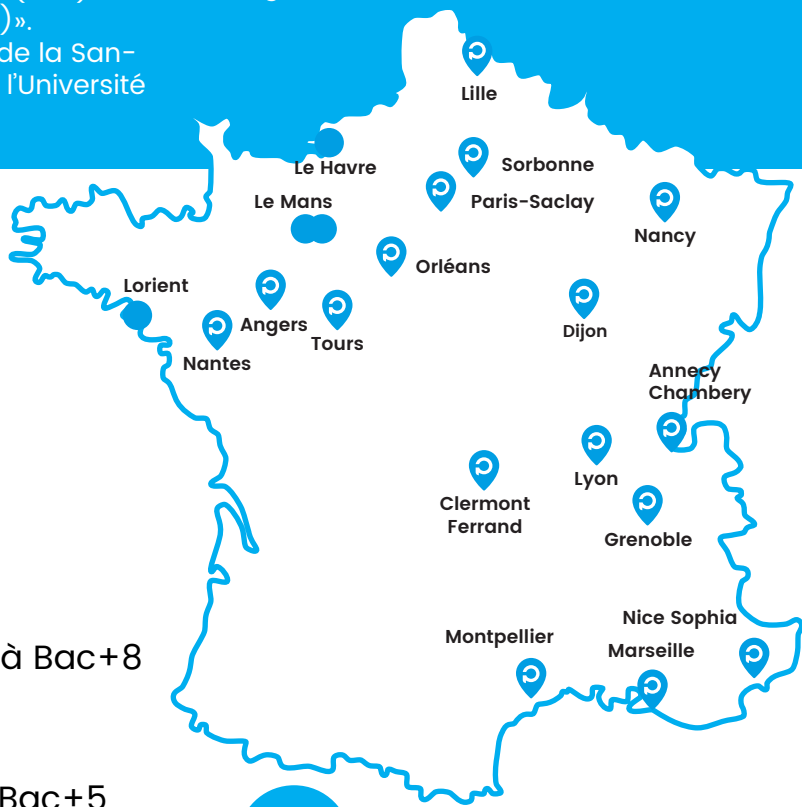 )».
de la San-
l'Université
Lille
Le Havre
Sorbonne
Le Mans
Paris-Saclay
Nancy
Orléans
Lorient
Angers
Tours
Nantes
Dijon
Annecy
Chambery
Lyon
Clermont
Ferrand
Grenoble
Nice Sophia
Montpellier
Marseille
à Bac+8
Bac+5